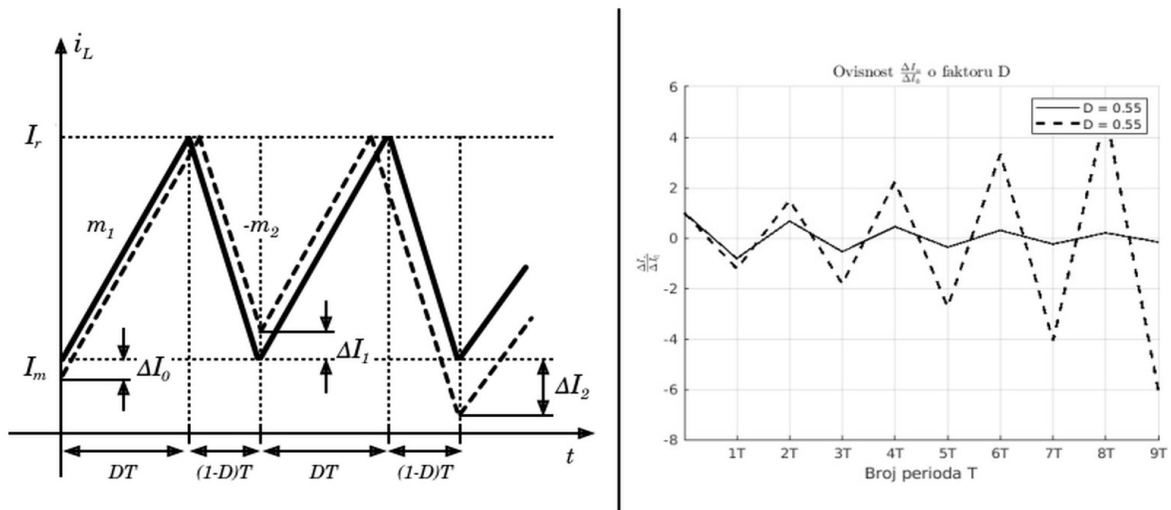 i_L
I_r
m_1
-m_2
I_m
ΔI_0
ΔI_1
ΔI_2
DT
(1-D)T
DT
(1-D)T
t
Ovisnost ΔI_n/ΔI_0 o faktoru D
D = 0.55
D = 0.55
6
4
2
0
-2
-4
-6
-8
1T 2T 3T 4T 5T 6T 7T 8T 9T
Broj perioda T